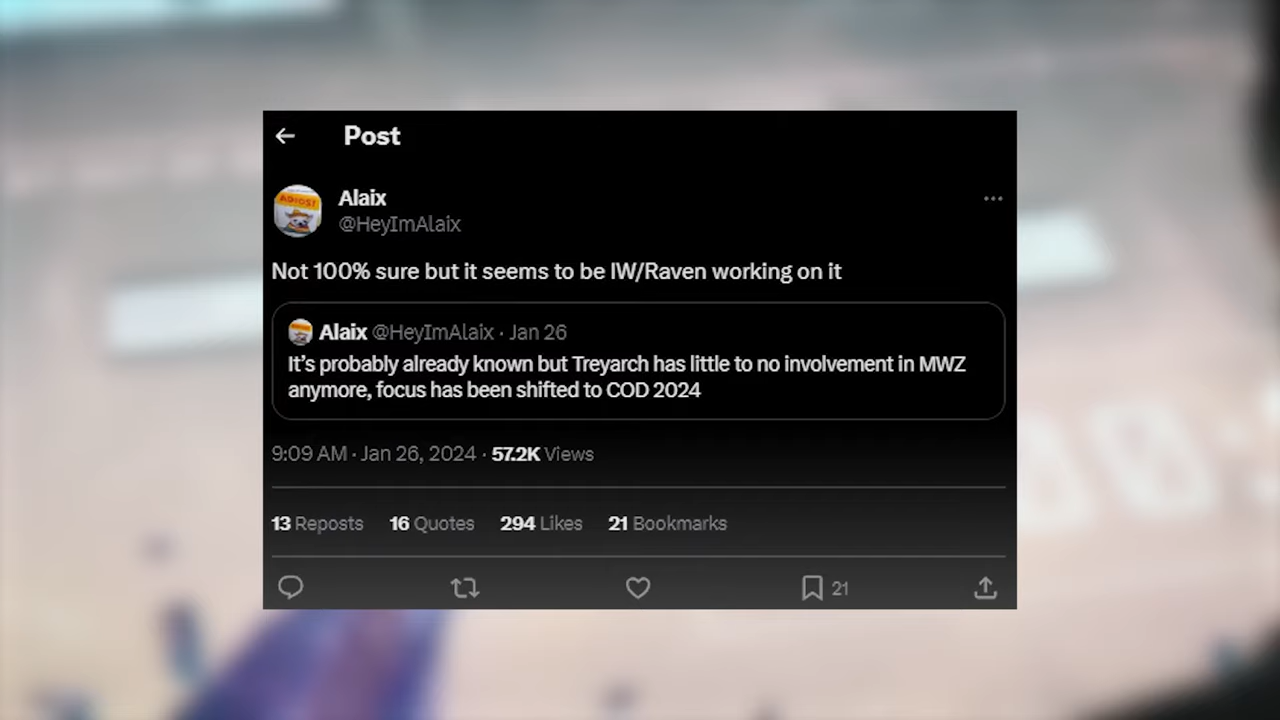 Post
ADIOS!
Alaix
@HeyImAlaix
Not 100% sure but it seems to be IW/Raven working on it
Alaix @HeyImAlaix · Jan 26
It's probably already known but Treyarch has little to no involvement in MWZ
anymore, focus has been shifted to COD 2024
9:09 AM · Jan 26, 2024 · 57.2K Views
13 Reposts 16 Quotes 294 Likes 21 Bookmarks
21